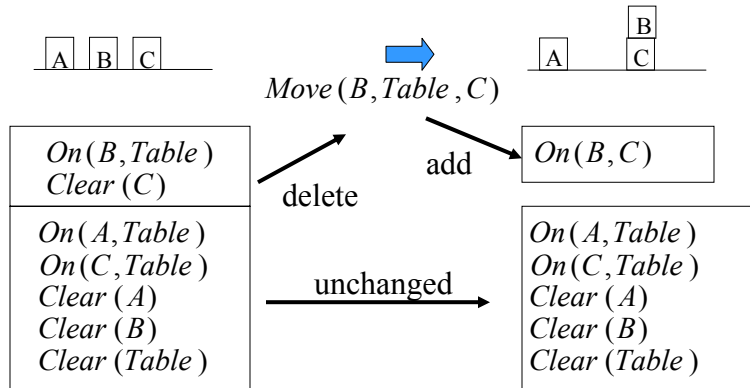 A B C
B
A C
Move(B,Table,C)
On(B,Table)
Clear(C)
delete
add
On(B,C)
On(A,Table)
On(C,Table)
Clear(A)
Clear(B)
Clear(Table)
unchanged
On(A,Table)
On(C,Table)
Clear(A)
Clear(B)
Clear(Table)